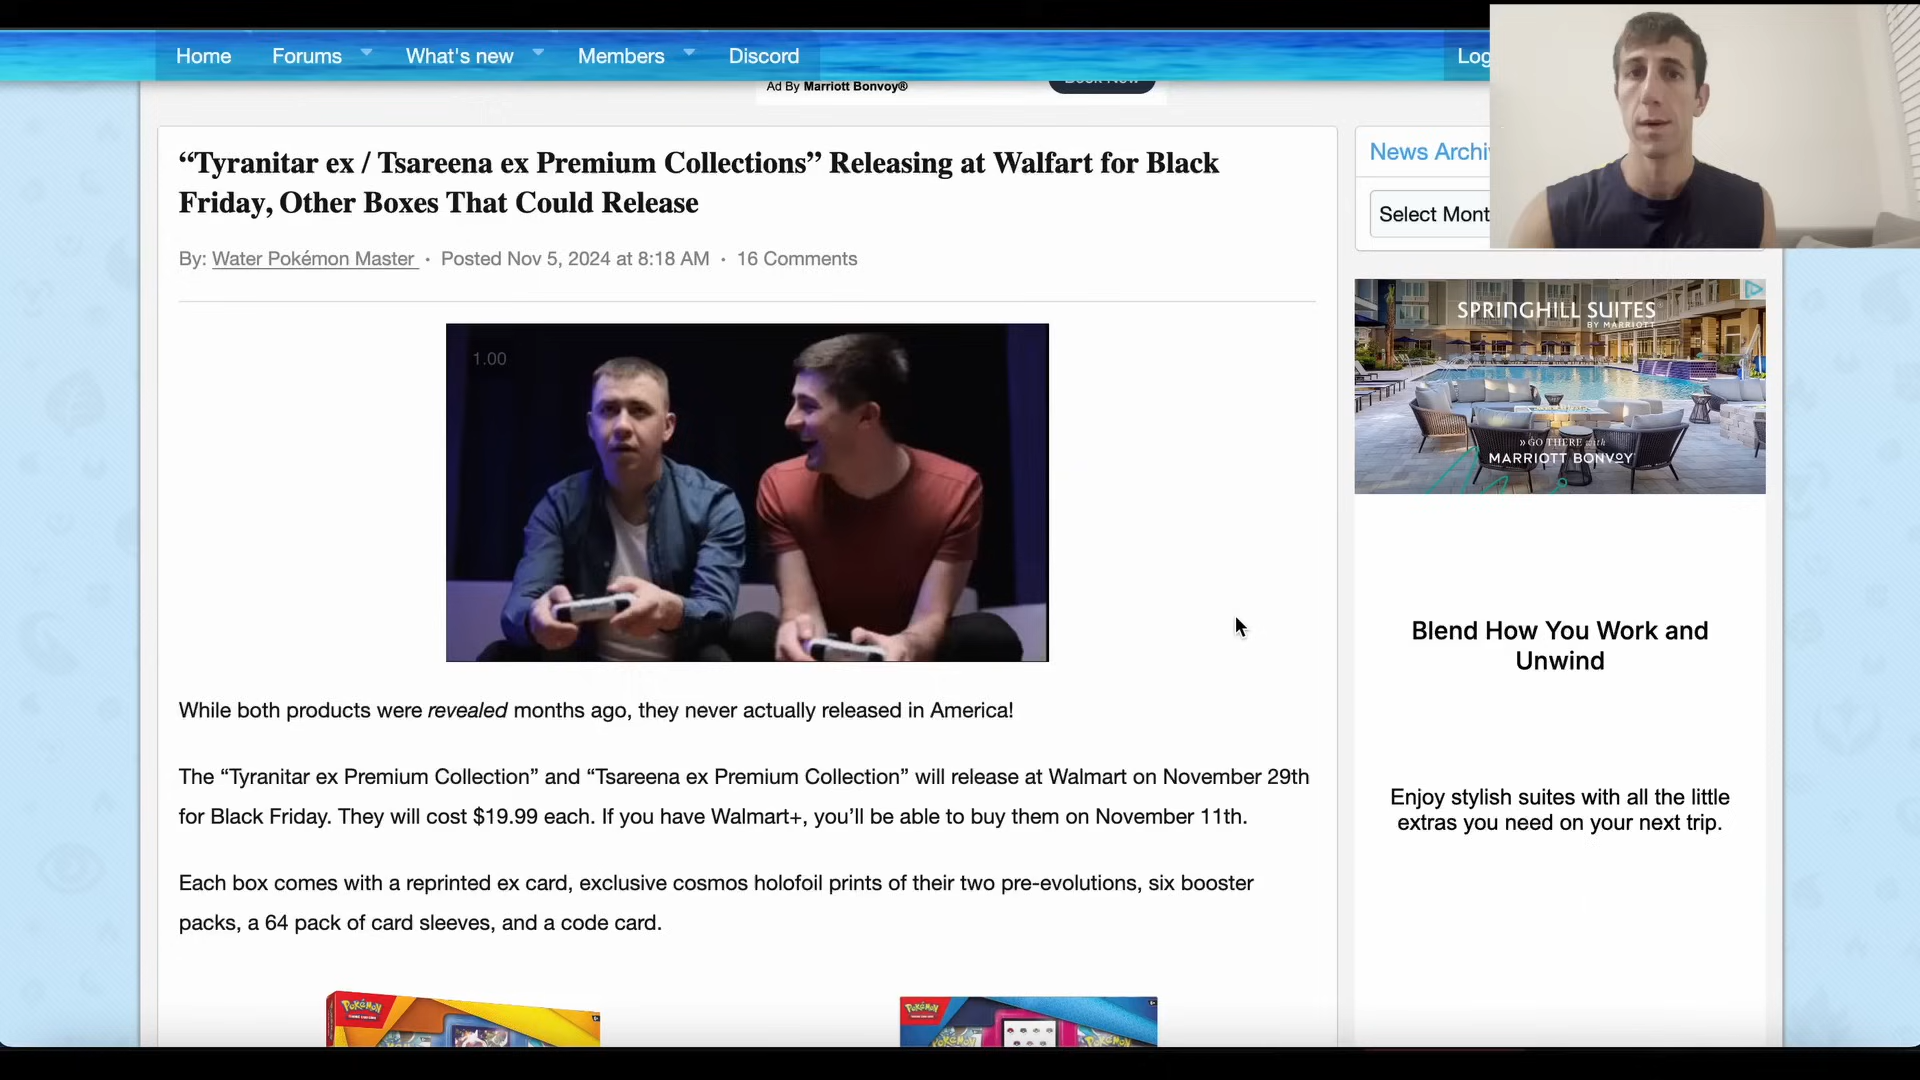 Home
Forums
What's new
Members
Discord
Log
Ad By Marriott Bonvoy®
Book Now
“Tyranitar ex / Tsareena ex Premium Collections” Releasing at Walfart for Black
Friday, Other Boxes That Could Release
By: Water Pokémon Master · Posted Nov 5, 2024 at 8:18 AM · 16 Comments
1.00
While both products were revealed months ago, they never actually released in America!
The “Tyranitar ex Premium Collection” and “Tsareena ex Premium Collection” will release at Walmart on November 29th
for Black Friday. They will cost $19.99 each. If you have Walmart+, you’ll be able to buy them on November 11th.
Each box comes with a reprinted ex card, exclusive cosmos holofoil prints of their two pre-evolutions, six booster
packs, a 64 pack of card sleeves, and a code card.
POKéMON
POKéMON
POKéMON
POKéMON
POKéMON
News Archi
Select Mont
SPRINGHILL SUITES
BY MARRIOTT
» GO THERE with
MARRIOTT BONVOY
Blend How You Work and
Unwind
Enjoy stylish suites with all the little
extras you need on your next trip.